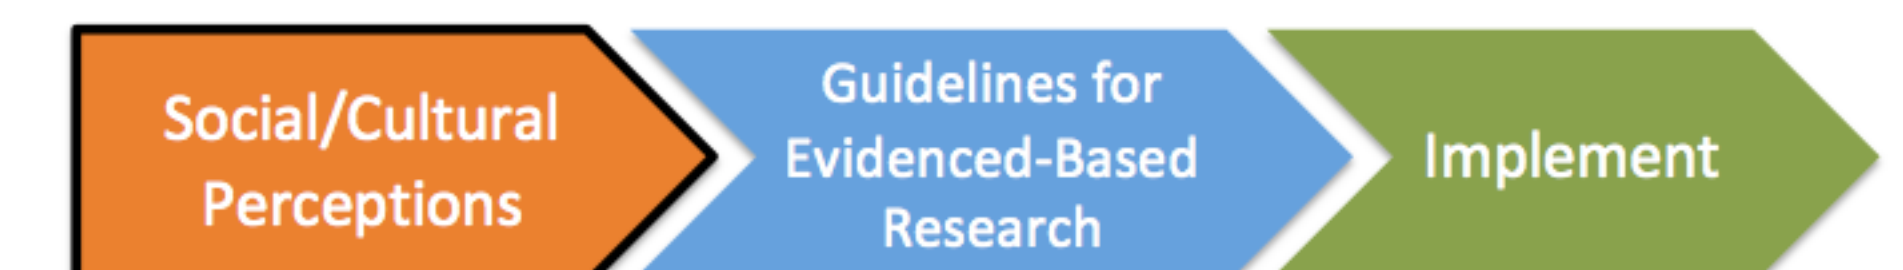 Social/Cultural
Perceptions
Guidelines for
Evidenced-Based
Research
Implement